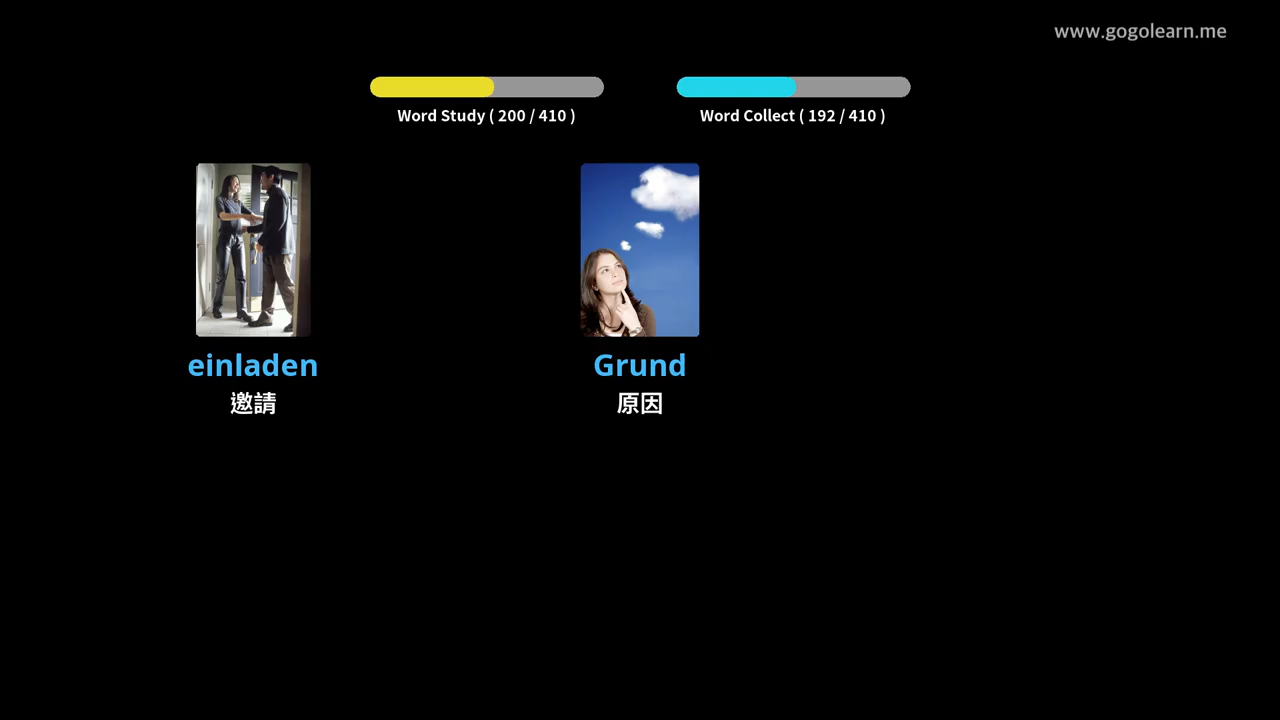 www.gogolearn.me
Word Study ( 200 / 410 )
Word Collect ( 192 / 410 )
einladen
邀請
Grund
原因